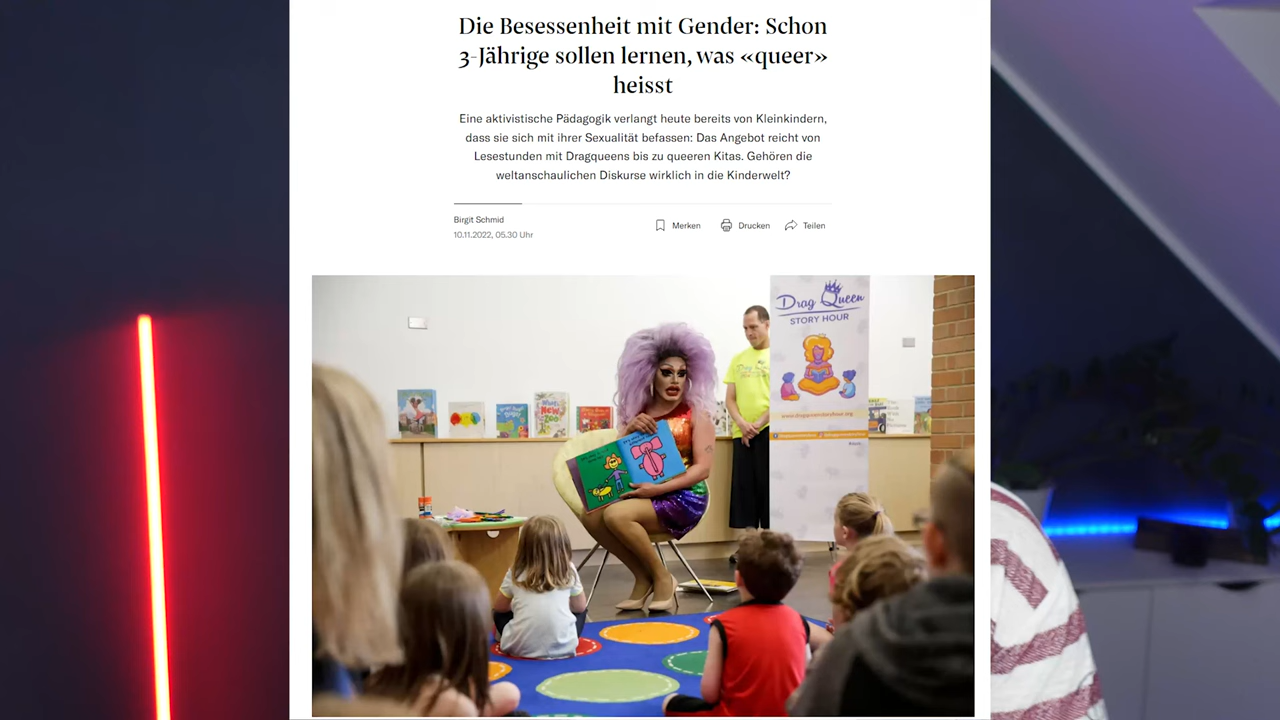 Die Besessenheit mit Gender: Schon
3-Jährige sollen lernen, was «queer»
heisst
Eine aktivistische Pädagogik verlangt heute bereits von Kleinkindern,
dass sie sich mit ihrer Sexualität befassen: Das Angebot reicht von
Lesestunden mit Dragqueens bis zu queeren Kitas. Gehören die
weltanschaulichen Diskurse wirklich in die Kinderwelt?
Birgit Schmid
10.11.2022, 05.30 Uhr
Merken
Drucken
Teilen
Drag Queen
STORY HOUR